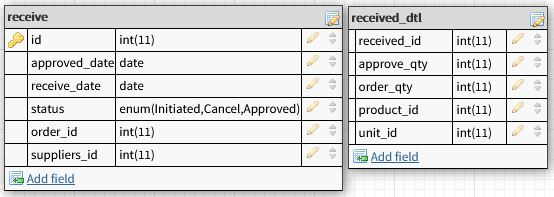 receive
id int(11)
approved_date date
receive_date date
status enum(Initiated,Cancel,Approved)
order_id int(11)
suppliers_id int(11)
Add field
received_dtl
received_id int(11)
approve_qty int(11)
order_qty int(11)
product_id int(11)
unit_id int(11)
Add field